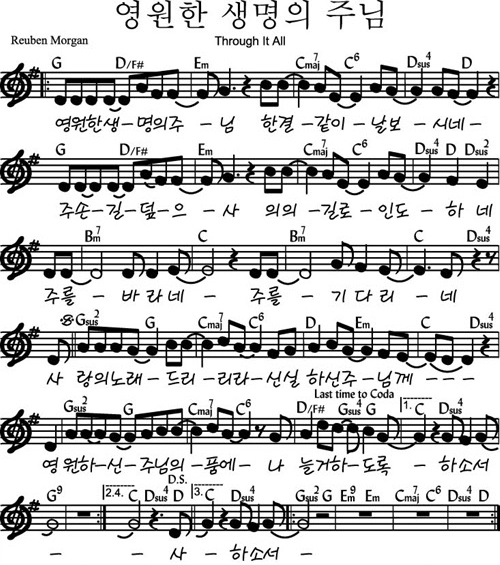 영원한 생명의 주님
Reuben Morgan Through It All
G D/F# Em Cmaj7 C6 Dsus4 D
영원한생-명의주- 님 한결-같이-날보-시네-
G D/F# Em Cmaj7 C6 Dsus4 D Dsus2
주손-길-덮-으 -사 의의-길로-인도-하 네
Bm7 C Bm7 C Dsus4
주를 - 바라네 - 주를 - 기다리 - 네
Gsus2 G Cmaj7 C6 Dsus4 D Em C Dsus4
사 랑의노래-드리-리라-신실 하신주-님께 - - -
Last time to Coda
Gsus2 G Cmaj7 C6 D/F# Gsus4 G 1. C Dsus4
영 원하-신-주님의-품에-나 늘거하-도록-하소서
D.S.
G9 2.4. C Dsus4 D 3. C Dsus4 Gsus2 G Em9 Em Cmaj7 C6 Dsus4 D
- - 사 - 하소서 -